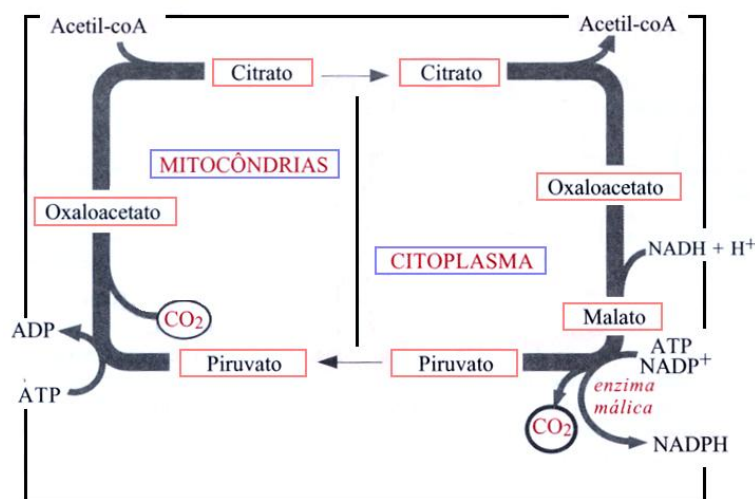 Acetil-coA
Acetil-coA
Citrato
Citrato
MITOCÔNDRIAS
Oxaloacetato
Oxaloacetato
CITOPLASMA
NADH + H⁺
CO₂
Malato
ADP
Piruvato
Piruvato
ATP
NADP⁺
enzima
málica
ATP
CO₂
NADPH